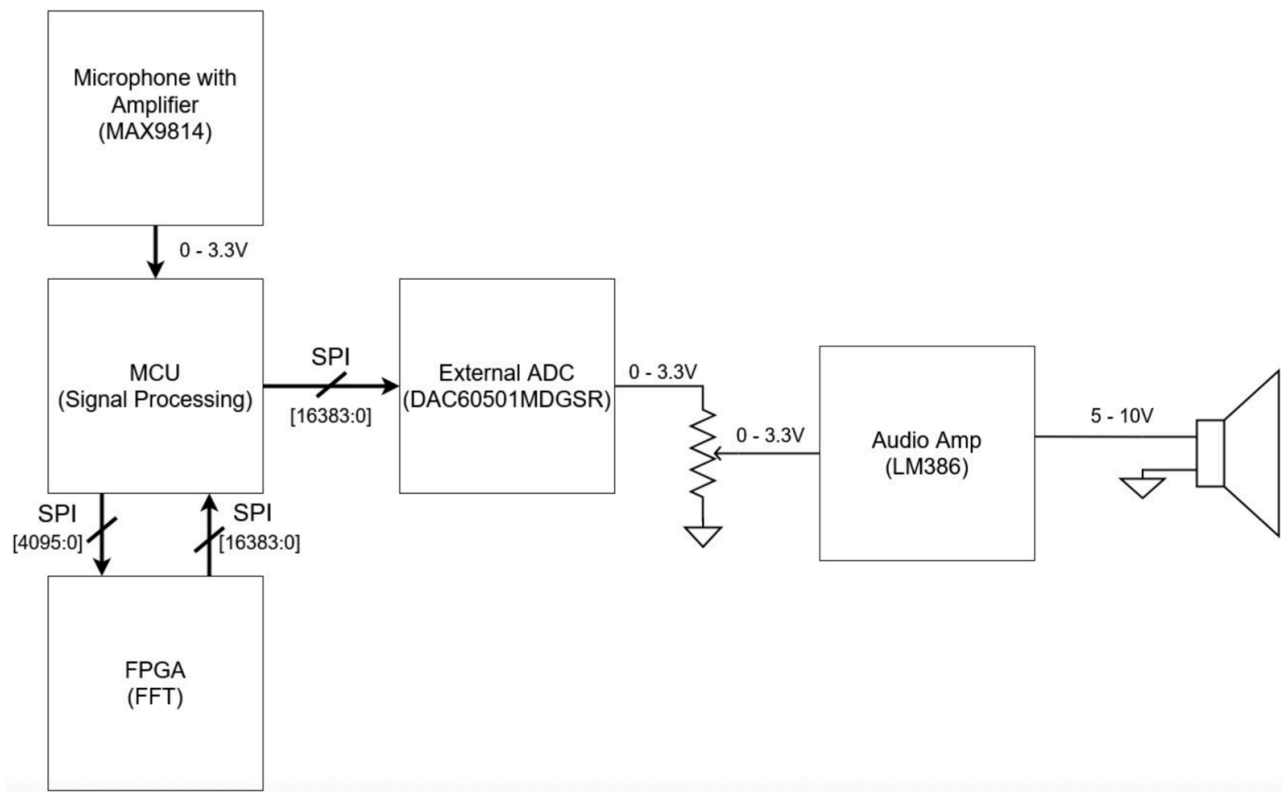 Microphone with
Amplifier
(MAX9814)
0 - 3.3V
MCU
(Signal Processing)
SPI
[16383:0]
External ADC
(DAC60501MDGSR)
0 - 3.3V
0 - 3.3V
Audio Amp
(LM386)
5 - 10V
SPI
[4095:0]
SPI
[16383:0]
FPGA
(FFT)